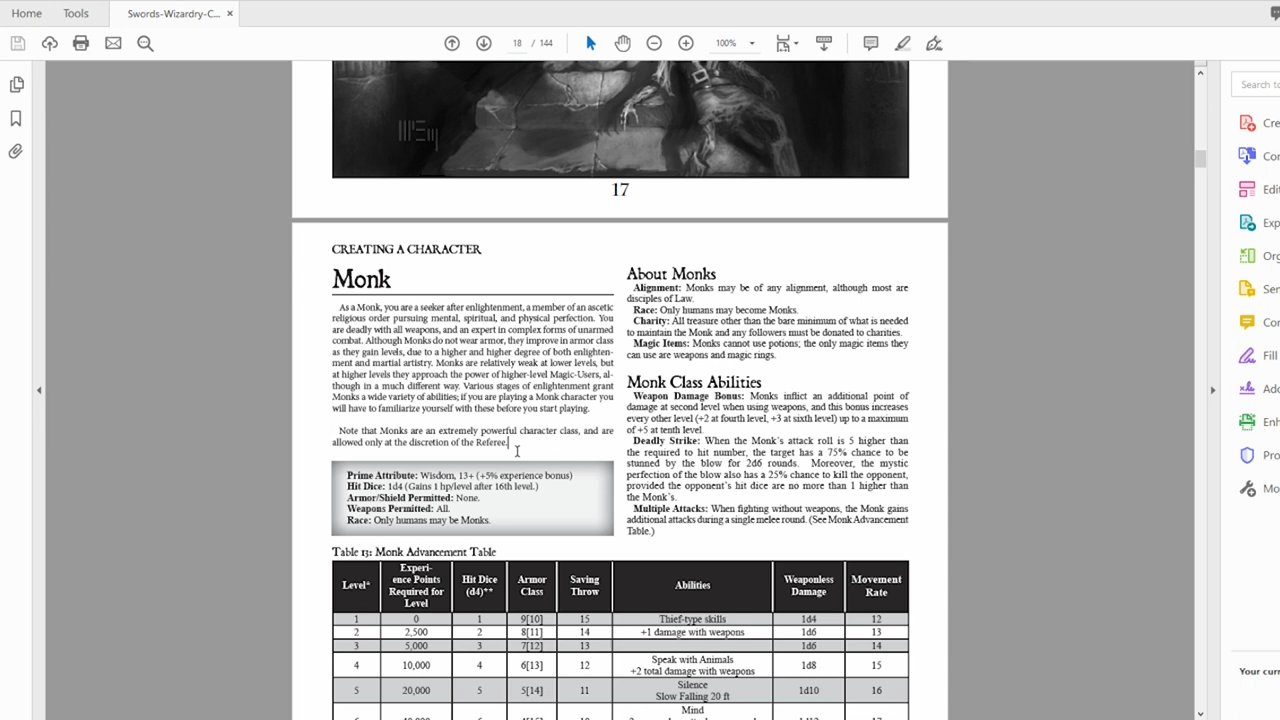 Home Tools Swords-Wizardry-C... ×
18 / 144 100%
Search to
17
CREATING A CHARACTER
Monk
As a Monk, you are a seeker after enlightenment, a member of an ascetic
religious order pursuing mental, spiritual, and physical perfection. You
are deadly with all weapons, and an expert in complex forms of unarmed
combat. Although Monks do not wear armor, they improve in armor class
as they gain levels, due to a higher and higher degree of both enlighten-
ment and martial artistry. Monks are relatively weak at lower levels, but
at higher levels they approach the power of higher-level Magic-Users, al-
though in a much different way. Various stages of enlightenment grant
Monks a wide variety of abilities; if you are playing a Monk character you
will have to familiarize yourself with these before you start playing.
Note that Monks are an extremely powerful character class, and are
allowed only at the discretion of the Referee.
Prime Attribute: Wisdom, 13+ (+5% experience bonus)
Hit Dice: 1d4 (Gains 1 hp/level after 16th level.)
Armor/Shield Permitted: None.
Weapons Permitted: All.
Race: Only humans may be Monks.
About Monks
Alignment: Monks may be of any alignment, although most are
disciples of Law.
Race: Only humans may become Monks.
Charity: All treasure other than the bare minimum of what is needed
to maintain the Monk and any followers must be donated to charities.
Magic Items: Monks cannot use potions; the only magic items they
can use are weapons and magic rings.
Monk Class Abilities
Weapon Damage Bonus: Monks inflict an additional point of
damage at second level when using weapons, and this bonus increases
every other level (+2 at fourth level, +3 at sixth level) up to a maximum
of +5 at tenth level.
Deadly Strike: When the Monk's attack roll is 5 higher than
the required to hit number, the target has a 75% chance to be
stunned by the blow for 2d6 rounds. Moreover, the mystic
perfection of the blow also has a 25% chance to kill the opponent,
provided the opponent's hit dice are no more than 1 higher than
the Monk's.
Multiple Attacks: When fighting without weapons, the Monk gains
additional attacks during a single melee round. (See Monk Advancement
Table.)
Table 13: Monk Advancement Table
Level* Experi-
ence Points
Required for
Level Hit Dice
(d4)** Armor
Class Saving
Throw Abilities Weaponless
Damage Movement
Rate
1 0 1 9[10] 15 Thief-type skills 1d4 12
2 2,500 2 8[11] 14 +1 damage with weapons 1d6 13
3 5,000 3 7[12] 13 1d6 14
4 10,000 4 6[13] 12 Speak with Animals
+2 total damage with weapons 1d8 15
5 20,000 5 5[14] 11 Silence
Slow Falling 20 ft 1d10 16
Mind
Cre
Con
Edi
Exp
Org
Sen
Con
Fill
Add
Enh
Pro
Mo
Your curr